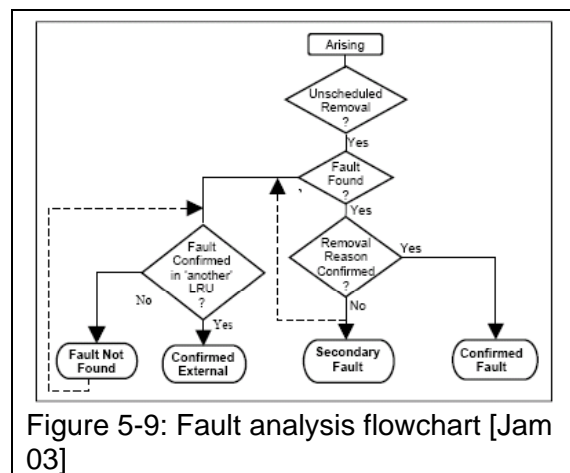 Arising
Unscheduled
Removal
?
Yes
Fault
Found
?
Yes
Fault
Confirmed
in 'another'
LRU
?
Removal
Reason
Confirmed
?
Yes
No
Yes
No
Fault Not
Found
Confirmed
External
Secondary
Fault
Confirmed
Fault
Figure 5-9: Fault analysis flowchart [Jam
03]